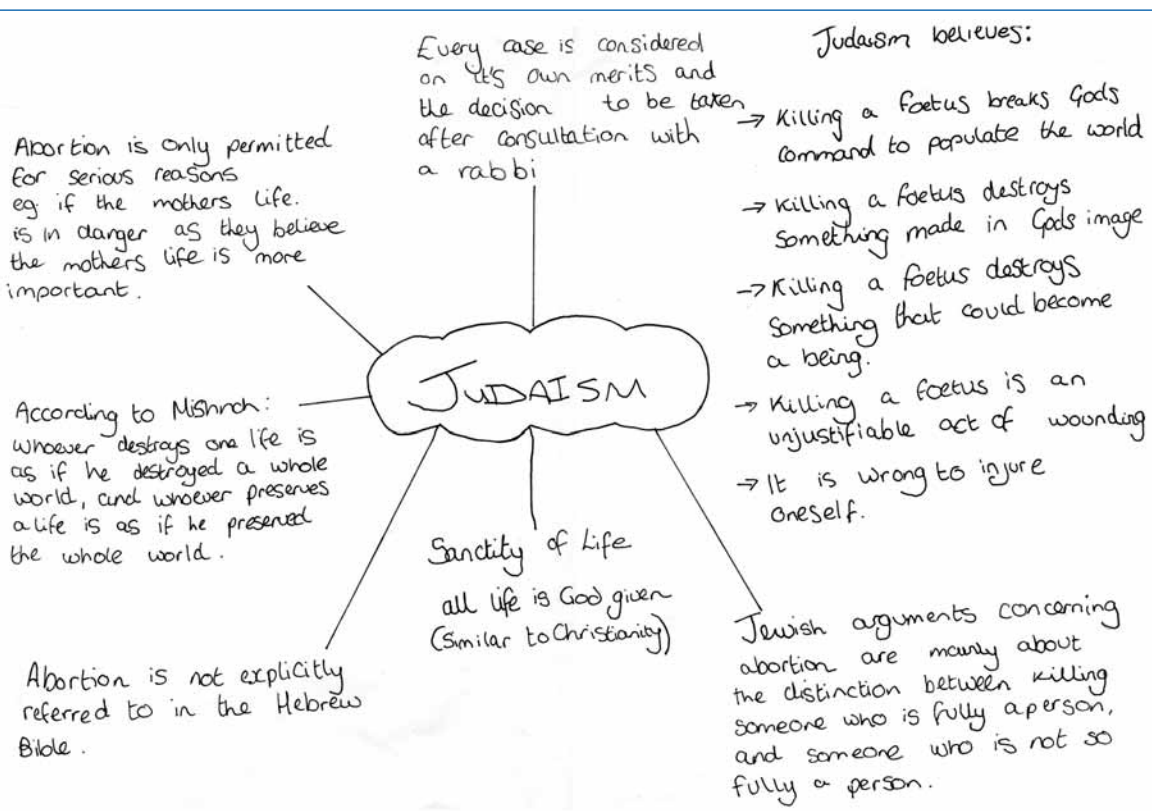 Every case is considered
on it's own merits and
the decision to be taken
after consultation with
a rabbi
Judaism believes:
→ Killing a foetus breaks Gods
command to populate the world
→ Killing a foetus destroys
something made in Gods image
→ Killing a foetus destroys
something that could become
a being.
→ Killing a foetus is an
unjustifiable act of wounding
→ It is wrong to injure
oneself.
Abortion is only permitted
for serious reasons
eg. if the mothers life.
is in danger as they believe
the mothers life is more
important.
JUDAISM
According to Mishnah:
whoever destroys one life is
as if he destroyed a whole
world, and whoever preserves
a life is as if he preserved
the whole world.
Sanctity of Life
all life is God given
(Similar to Christianity)
Abortion is not explicitly
referred to in the Hebrew
Bible.
Jewish arguments concerning
abortion are mainly about
the distinction between killing
someone who is fully a person,
and someone who is not so
fully a person.